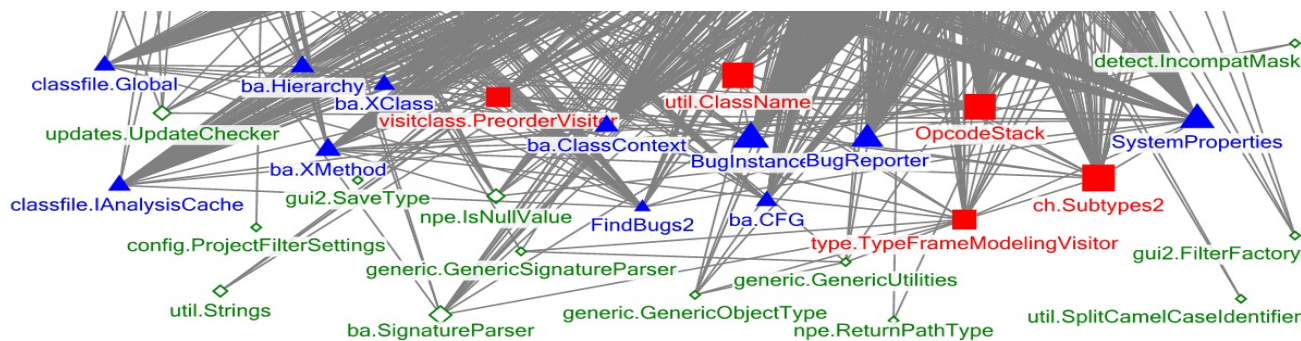 detect.IncompatMask
classfile.Global
ba.Hierarchy
ba.XClass
util.ClassName
visitclass.PreorderVisitor
updates.UpdateChecker
OpcodeStack
SystemProperties
ba.ClassContext
BugInstance
BugReporter
ba.XMethod
gui2.SaveType
classfile.IAnalysisCache
npe.IsNullValue
FindBugs2
ba.CFG
ch.Subtypes2
config.ProjectFilterSettings
type.TypeFrameModelingVisitor
gui2.FilterFactory
generic.GenericSignatureParser
generic.GenericUtilities
util.Strings
ba.SignatureParser
generic.GenericObjectType
npe.ReturnPathType
util.SplitCamelCaseIdentifier